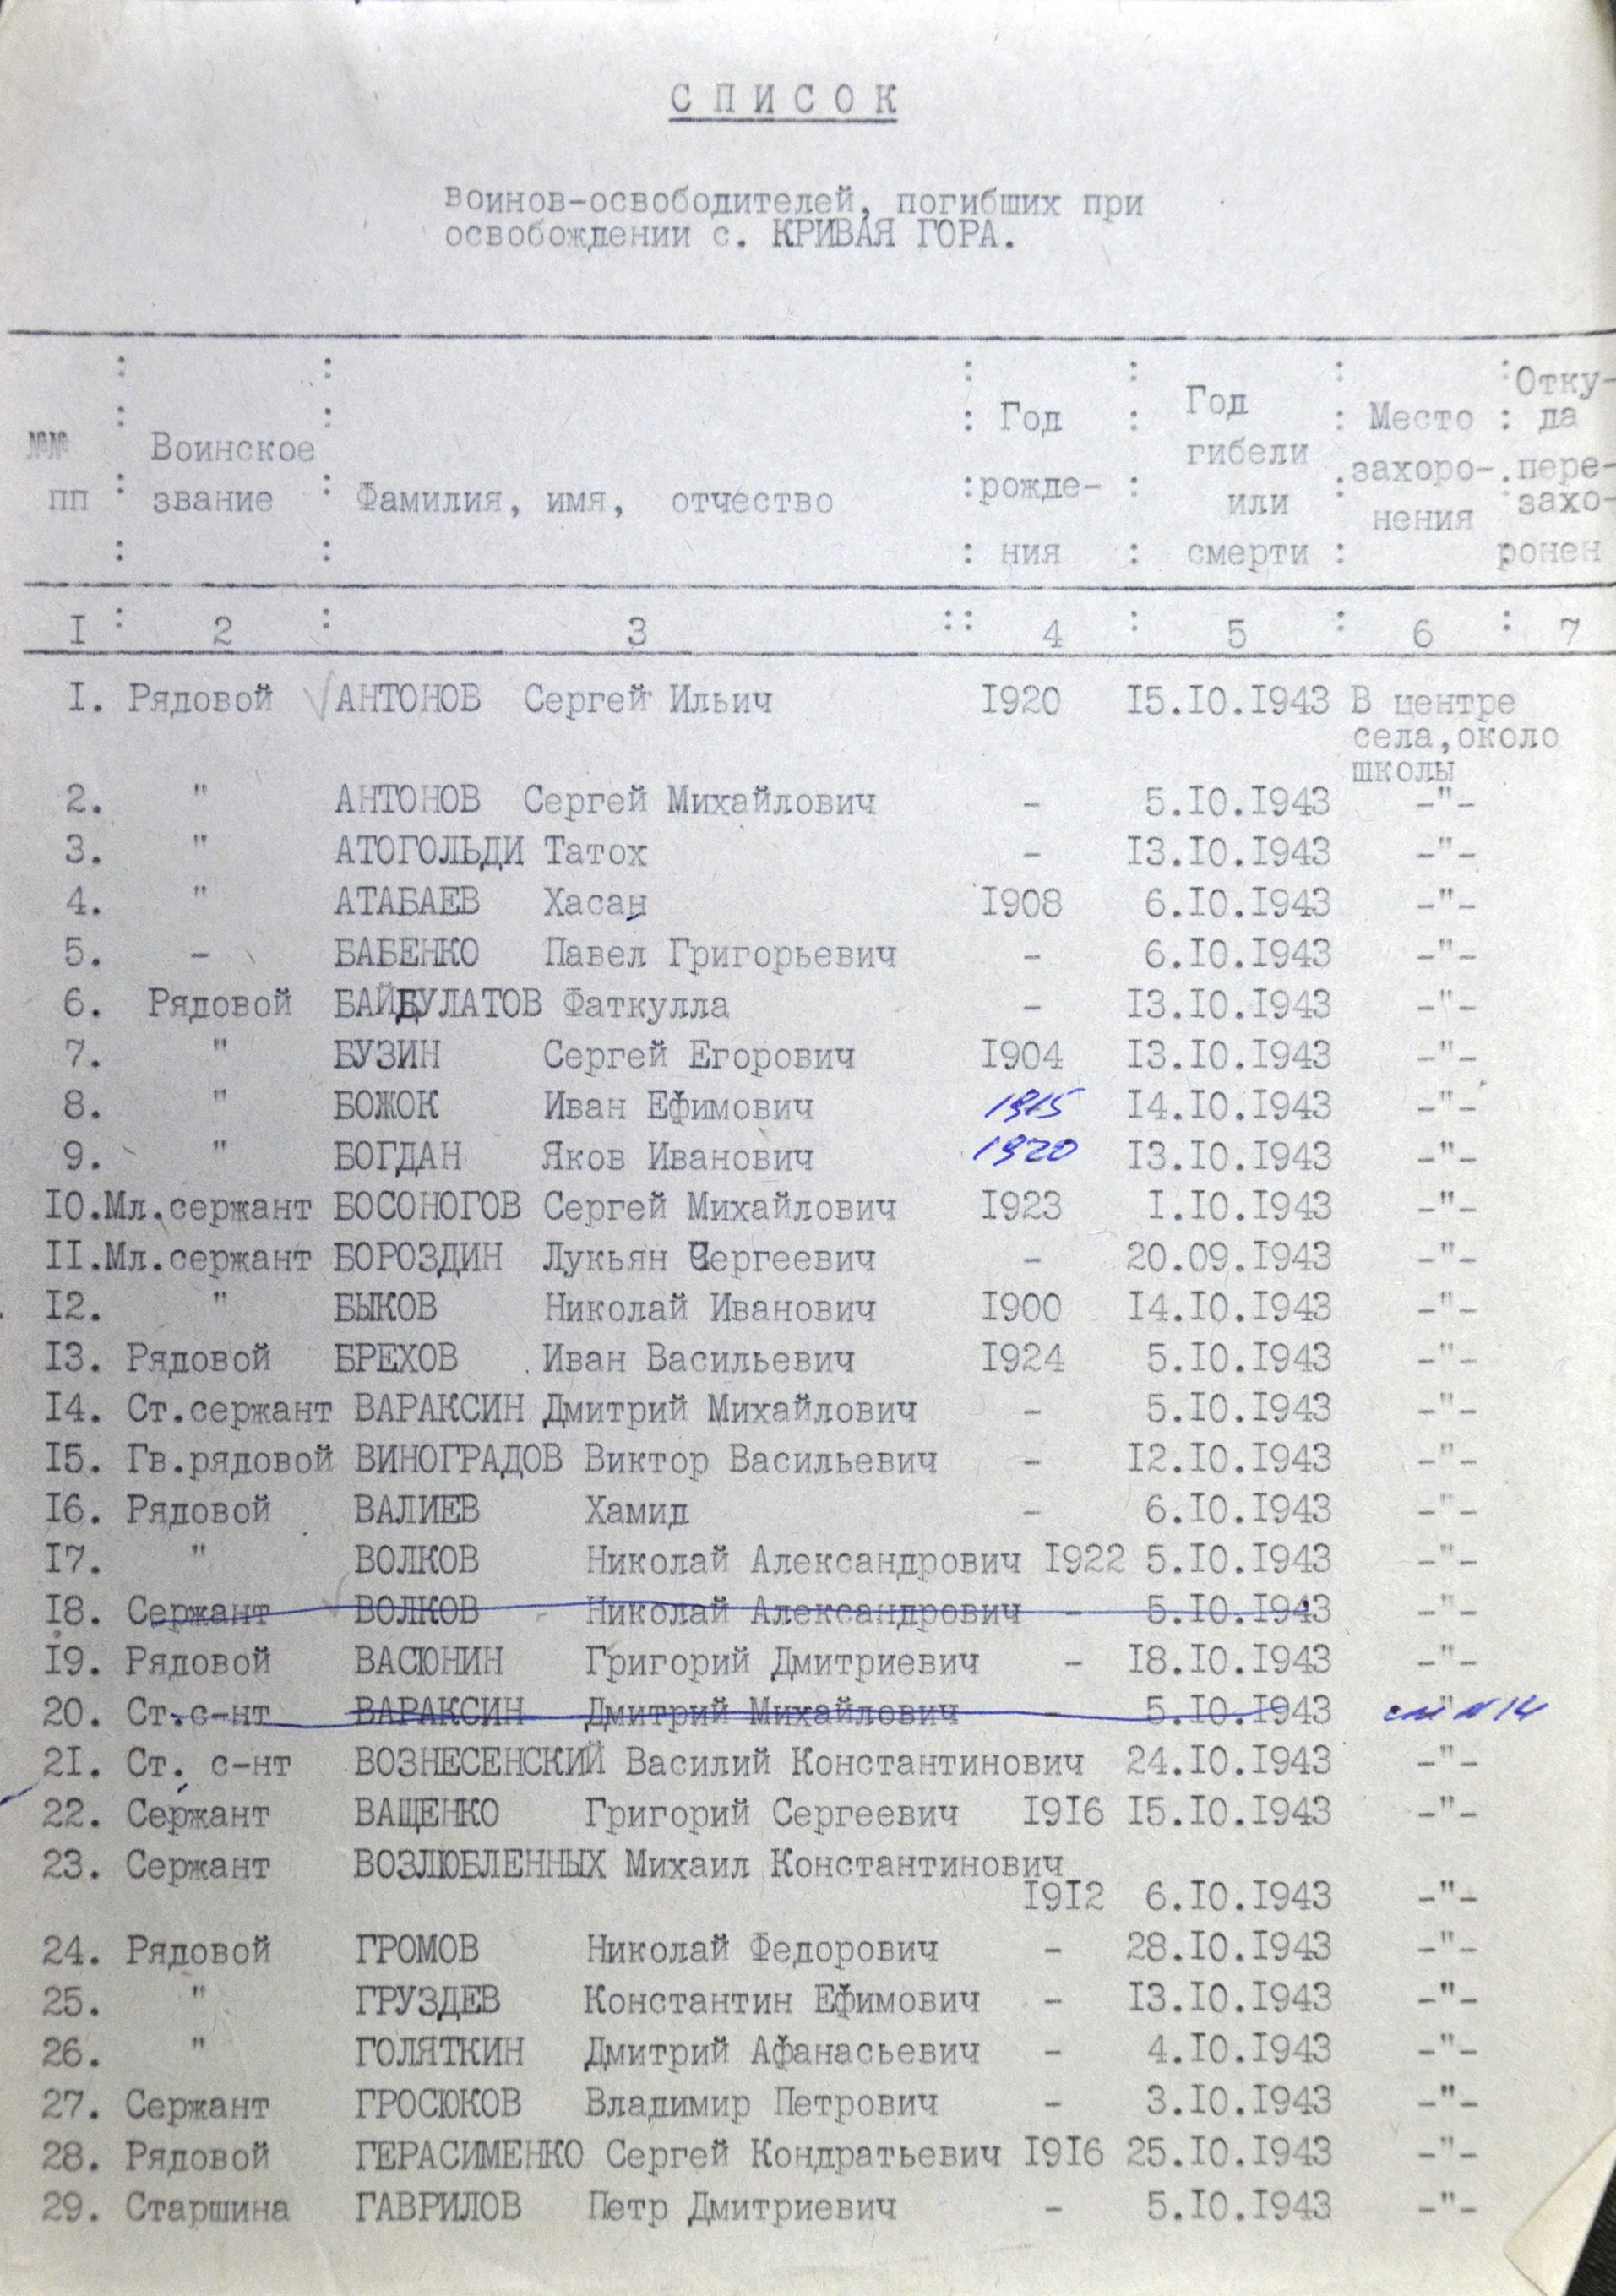 СПИСОК
воинов-освободителей, погибших при
освобождении с. КРИВАЯ ГОРА.
№№ пп : Воинское звание : Фамилия, имя, отчество : Год рожде- ния : Год гибели или смерти : Место захоро- нения : Отку- да пере- захо- ронен
I : 2 : 3 :: 4 : 5 : 6 : 7
I. Рядовой АНТОНОВ Сергей Ильич I920 I5.I0.I943 В центре
села,около
школы
2. " АНТОНОВ Сергей Михайлович - 5.I0.I943 -"-
3. " АТОГОЛЬДИ Татох - I3.I0.I943 -"-
4. " АТАБАЕВ Хасан I908 6.I0.I943 -"-
5. - БАБЕНКО Павел Григорьевич - 6.I0.I943 -"-
6. Рядовой БАЙБУЛАТОВ Фаткулла - I3.I0.I943 -"-
7. " БУЗИН Сергей Егорович I904 I3.I0.I943 -"-
8. " БОЖОК Иван Ефимович 1915 I4.I0.I943 -"-
9. " БОГДАН Яков Иванович 1920 I3.I0.I943 -"-
I0.Мл.сержант БОСОНОГОВ Сергей Михайлович I923 I.I0.I943 -"-
II.Мл.сержант БОРОЗДИН Лукьян Сергеевич - 20.09.I943 -"-
I2. " БЫКОВ Николай Иванович I900 I4.I0.I943 -"-
I3. Рядовой БРЕХОВ Иван Васильевич I924 5.I0.I943 -"-
I4. Ст.сержант ВАРАКСИН Дмитрий Михайлович - 5.I0.I943 -"-
I5. Гв.рядовой ВИНОГРАДОВ Виктор Васильевич - I2.I0.I943 -"-
I6. Рядовой ВАЛИЕВ Хамид - 6.I0.I943 -"-
I7. " ВОЛКОВ Николай Александрович I922 5.I0.I943 -"-
I8. Сержант ВОЛКОВ Николай Александрович - 5.I0.I943 -"-
I9. Рядовой ВАСЮНИН Григорий Дмитриевич - I8.I0.I943 -"-
20. Ст.с-нт ВАРАКСИН Дмитрий Михайлович - 5.I0.I943 см N 14
2I. Ст. с-нт ВОЗНЕСЕНСКИЙ Василий Константинович 24.I0.I943 -"-
22. Сержант ВАЩЕНКО Григорий Сергеевич I9I6 I5.I0.I943 -"-
23. Сержант ВОЗЛЮБЛЕННЫХ Михаил Константинович
I9I2 6.I0.I943 -"-
24. Рядовой ГРОМОВ Николай Федорович - 28.I0.I943 -"-
25. " ГРУЗДЕВ Константин Ефимович - I3.I0.I943 -"-
26. " ГОЛЯТКИН Дмитрий Афанасьевич - 4.I0.I943 -"-
27. Сержант ГРОСЮКОВ Владимир Петрович - 3.I0.I943 -"-
28. Рядовой ГЕРАСИМЕНКО Сергей Кондратьевич I9I6 25.I0.I943 -"-
29. Старшина ГАВРИЛОВ Петр Дмитриевич - 5.I0.I943 -"-